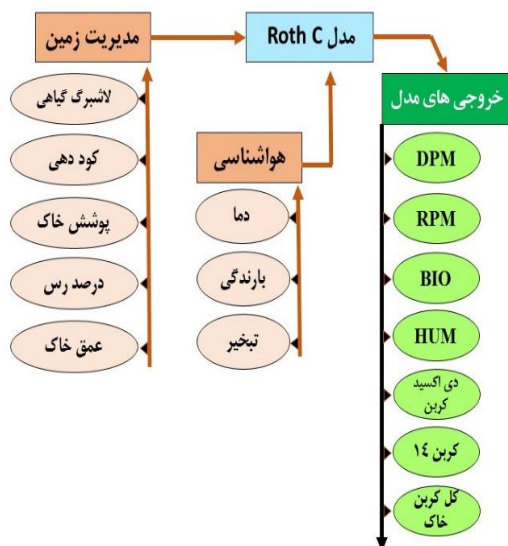 مدیریت زمین
مدل Roth C
خروجی های مدل
لاشبرگ گیاهی
کود دهی
پوشش خاک
درصد رس
عمق خاک
هواشناسی
دما
بارندگی
تبخیر
DPM
RPM
BIO
HUM
دی اکسید
کربن
کربن ١٤
کل کربن
خاک